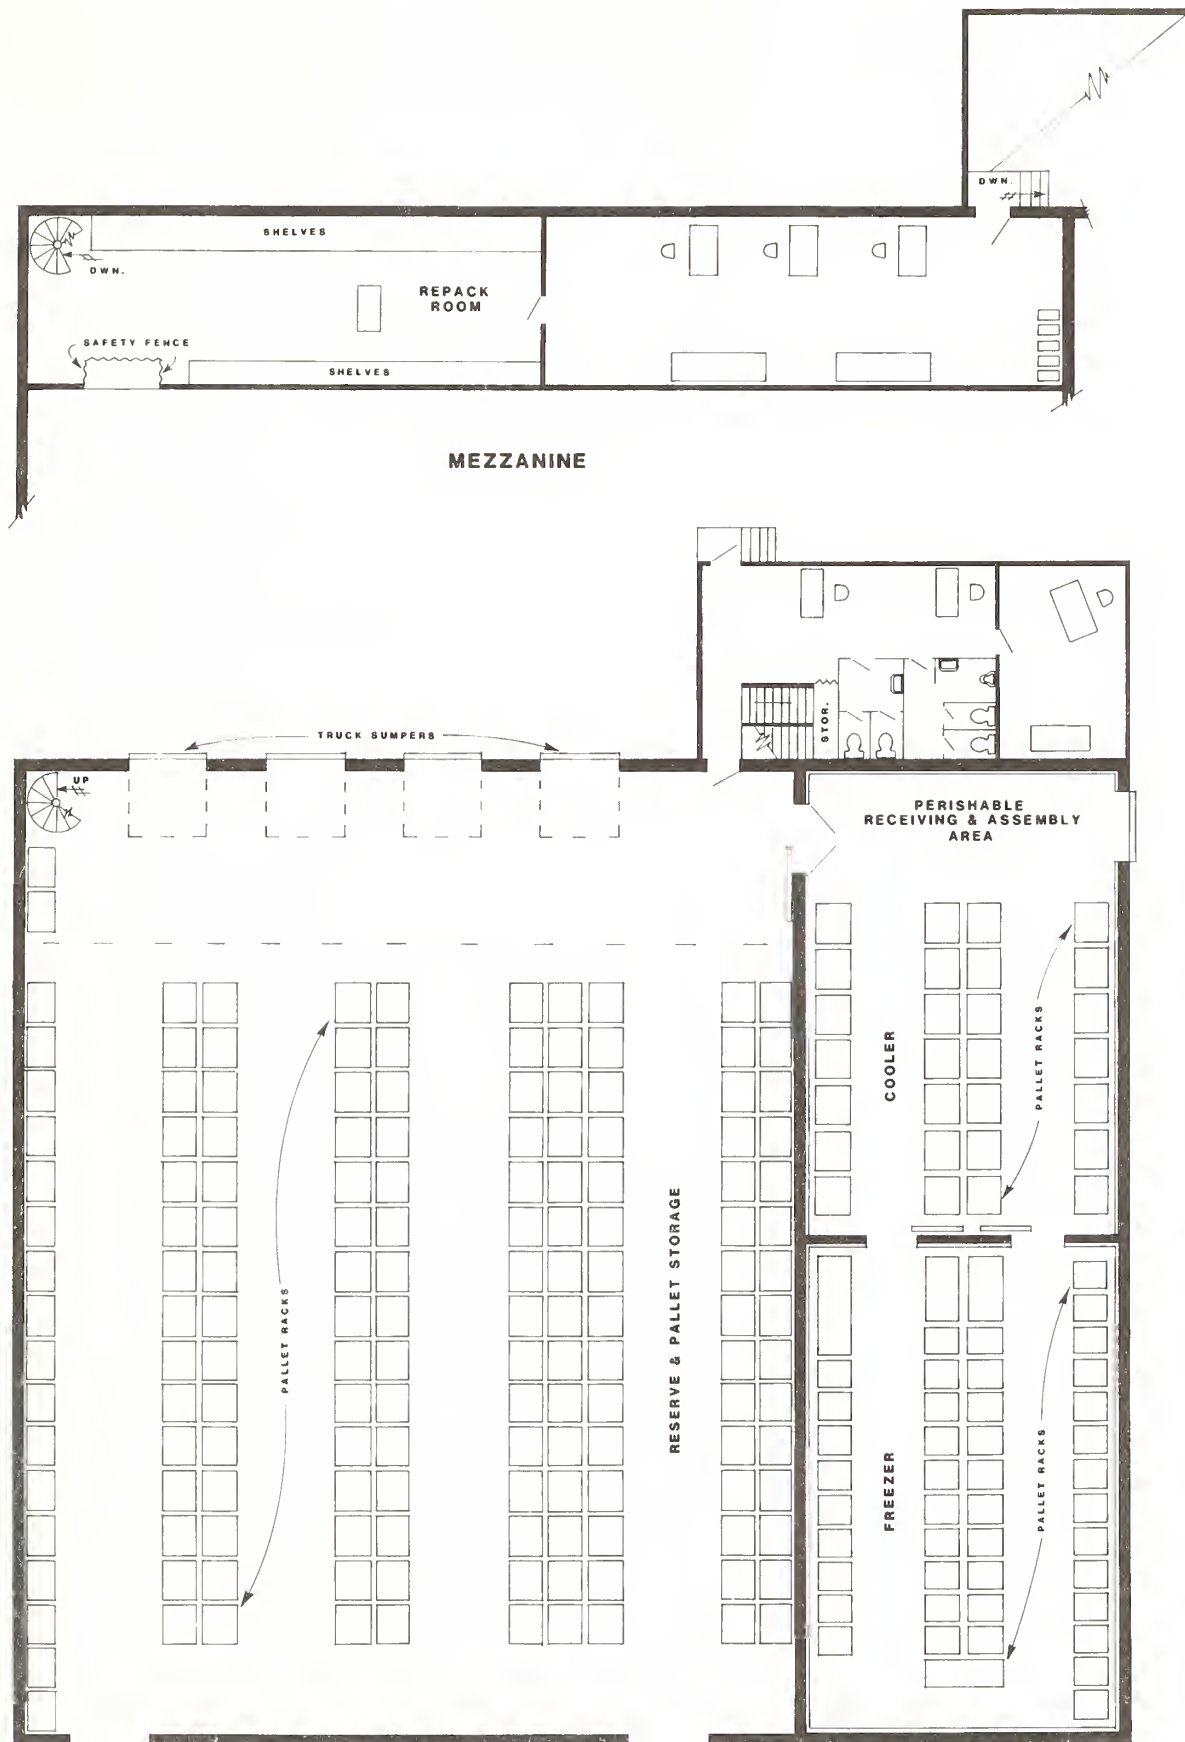 DWN.
SHELVES
DWN.
REPACK
ROOM
SAFETY FENCE
SHELVES
MEZZANINE
STOR.
TRUCK SUMPERS
UP
PERISHABLE
RECEIVING & ASSEMBLY
AREA
PALLET RACKS
COOLER
RESERVE & PALLET STORAGE
PALLET RACKS
FREEZER
PALLET RACKS